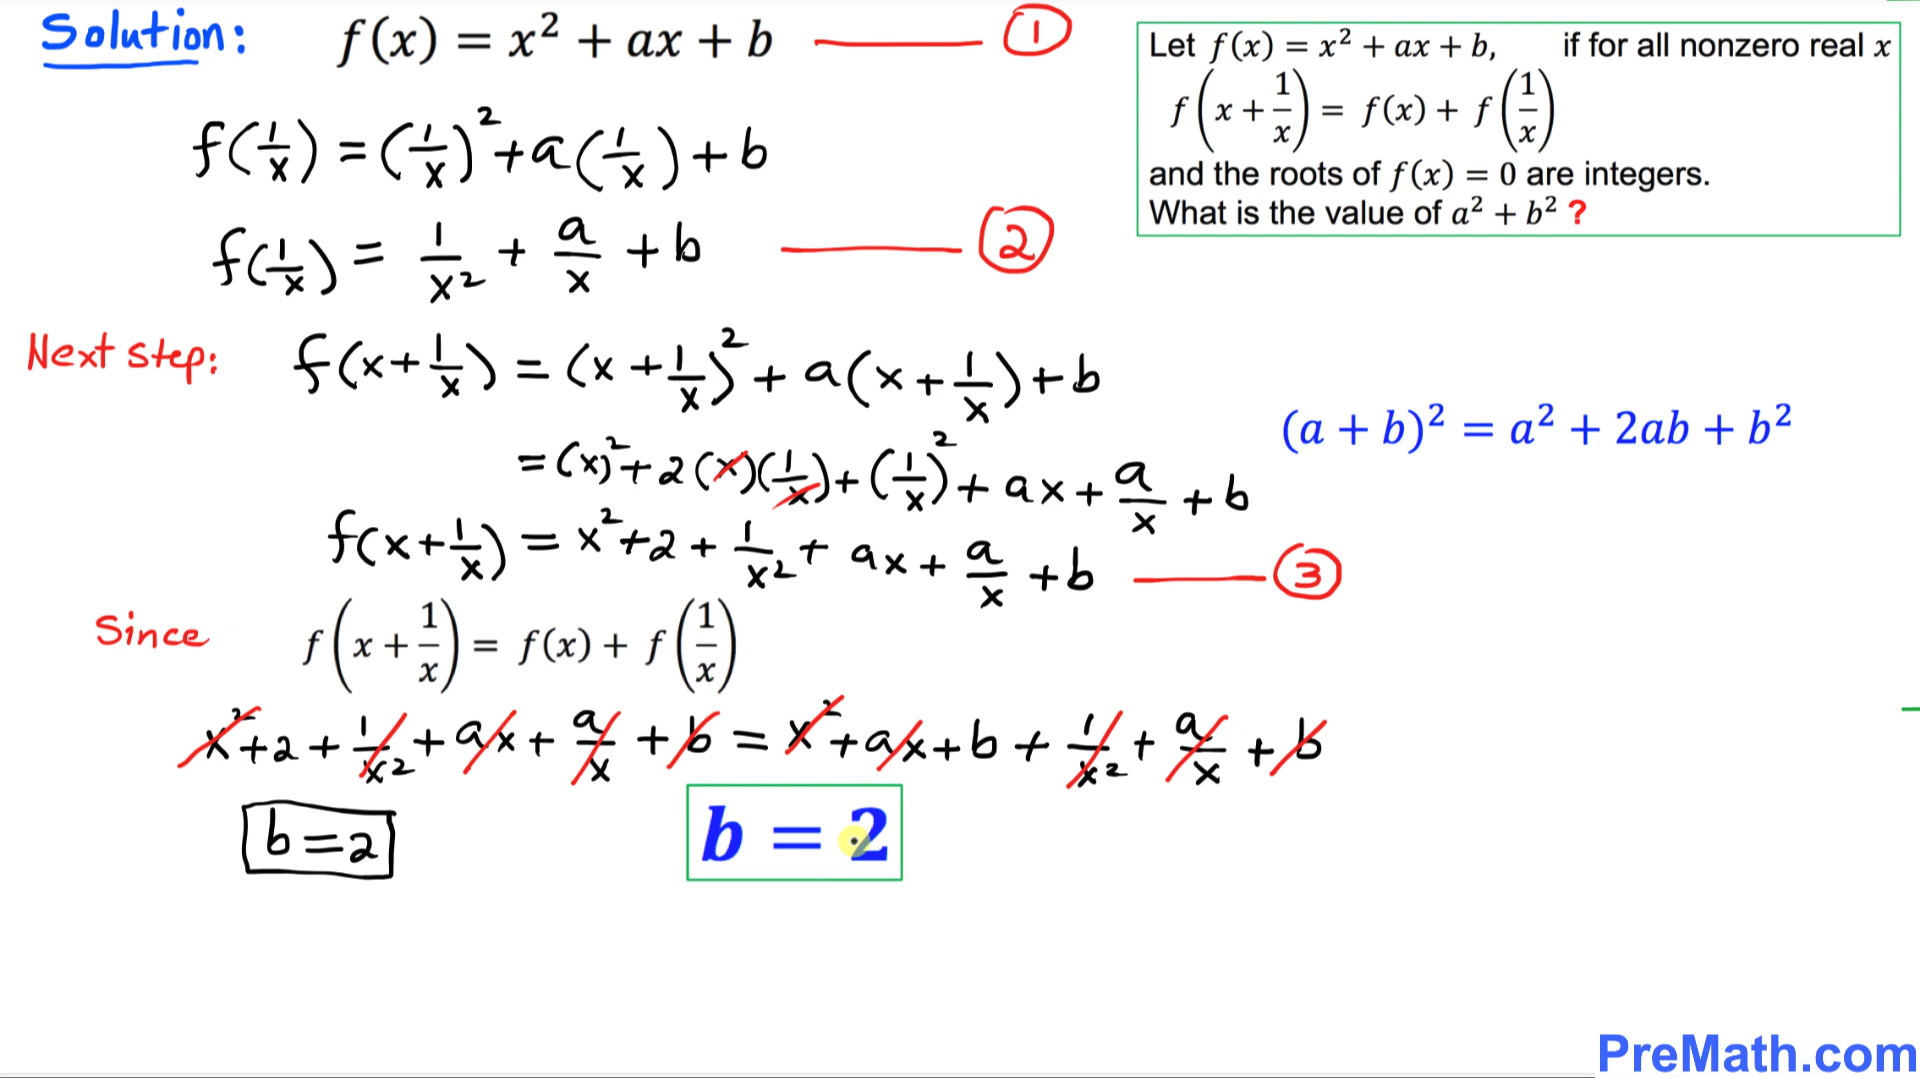 Solution: f(x) = x² + ax + b ——— ①
Let f(x) = x² + ax + b, if for all nonzero real x
f(x + 1/x) = f(x) + f(1/x)
and the roots of f(x) = 0 are integers.
What is the value of a² + b² ?
f(1/x) = (1/x)² + a(1/x) + b
f(1/x) = 1/x² + a/x + b ——— ②
Next step: f(x + 1/x) = (x + 1/x)² + a(x + 1/x) + b
(a + b)² = a² + 2ab + b²
= (x)² + 2(x)(1/x) + (1/x)² + ax + a/x + b
f(x + 1/x) = x² + 2 + 1/x² + ax + a/x + b ——— ③
Since f(x + 1/x) = f(x) + f(1/x)
x² + 2 + 1/x² + ax + a/x + b = x² + ax + b + 1/x² + a/x + b
b = 2 b = 2
PreMath.com